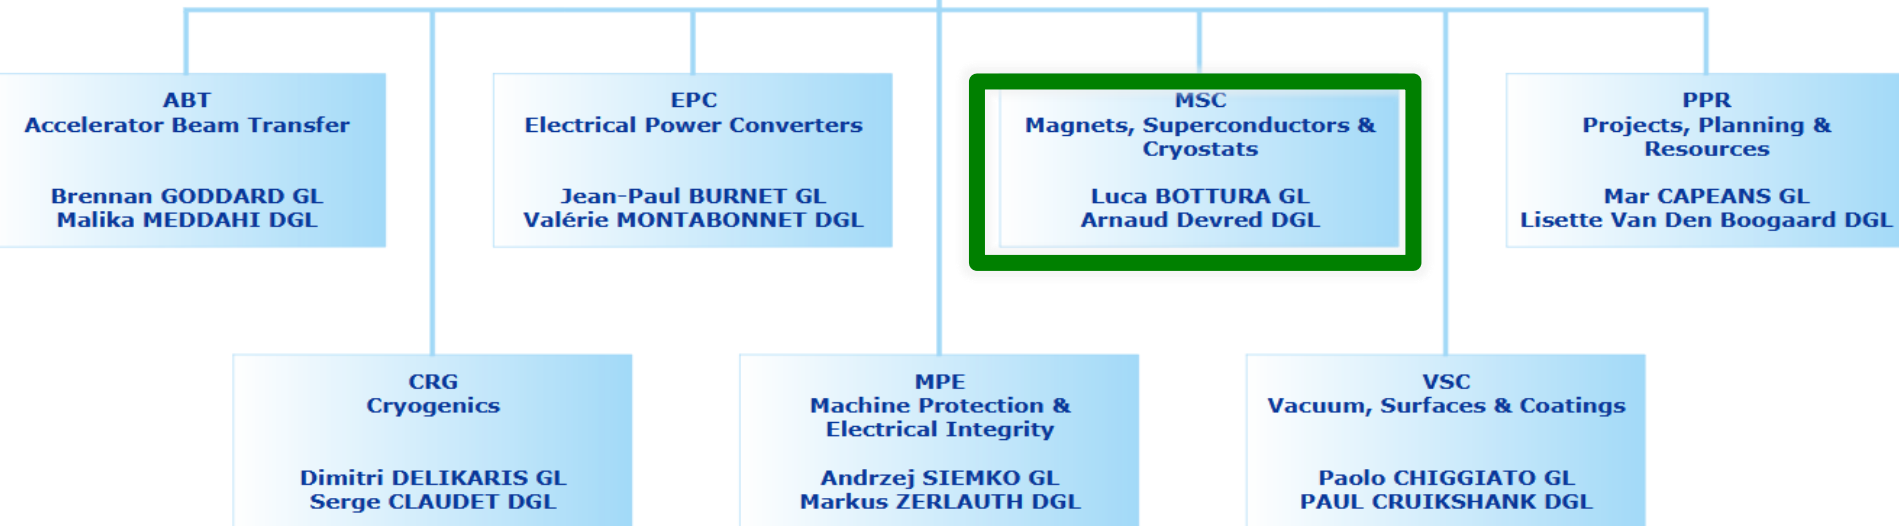 ABT
Accelerator Beam Transfer
Brennan GODDARD GL
Malika MEDDAHI DGL
EPC
Electrical Power Converters
Jean-Paul BURNET GL
Valérie MONTABONNET DGL
MSC
Magnets, Superconductors &
Cryostats
Luca BOTTURA GL
Arnaud Devred DGL
PPR
Projects, Planning &
Resources
Mar CAPEANS GL
Lisette Van Den Boogaard DGL
CRG
Cryogenics
Dimitri DELIKARIS GL
Serge CLAUDET DGL
MPE
Machine Protection &
Electrical Integrity
Andrzej SIEMKO GL
Markus ZERLAUTH DGL
VSC
Vacuum, Surfaces & Coatings
Paolo CHIGGIATO GL
PAUL CRUIKSHANK DGL